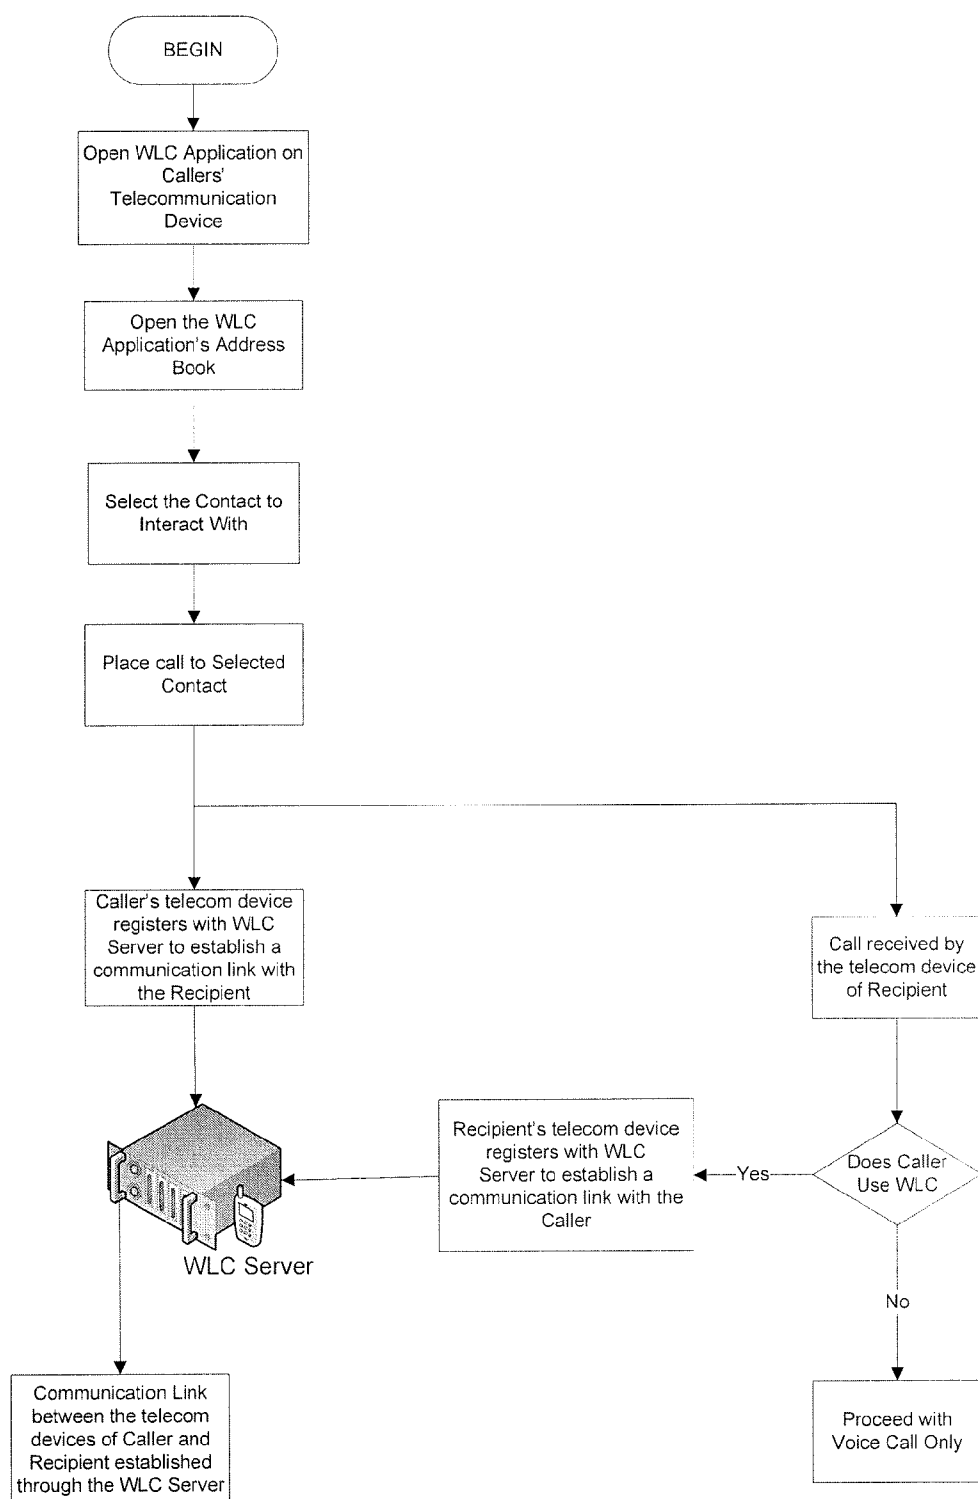 BEGIN
Open WLC Application on
Callers'
Telecommunication
Device
Open the WLC
Application's Address
Book
Select the Contact to
Interact With
Place call to Selected
Contact
Caller's telecom device
registers with WLC
Server to establish a
communication link with
the Recipient
Call received by
the telecom device
of Recipient
Does Caller
Use WLC
Yes
Recipient's telecom device
registers with WLC
Server to establish a
communication link with the
Caller
WLC Server
No
Communication Link
between the telecom
devices of Caller and
Recipient established
through the WLC Server
Proceed with
Voice Call Only